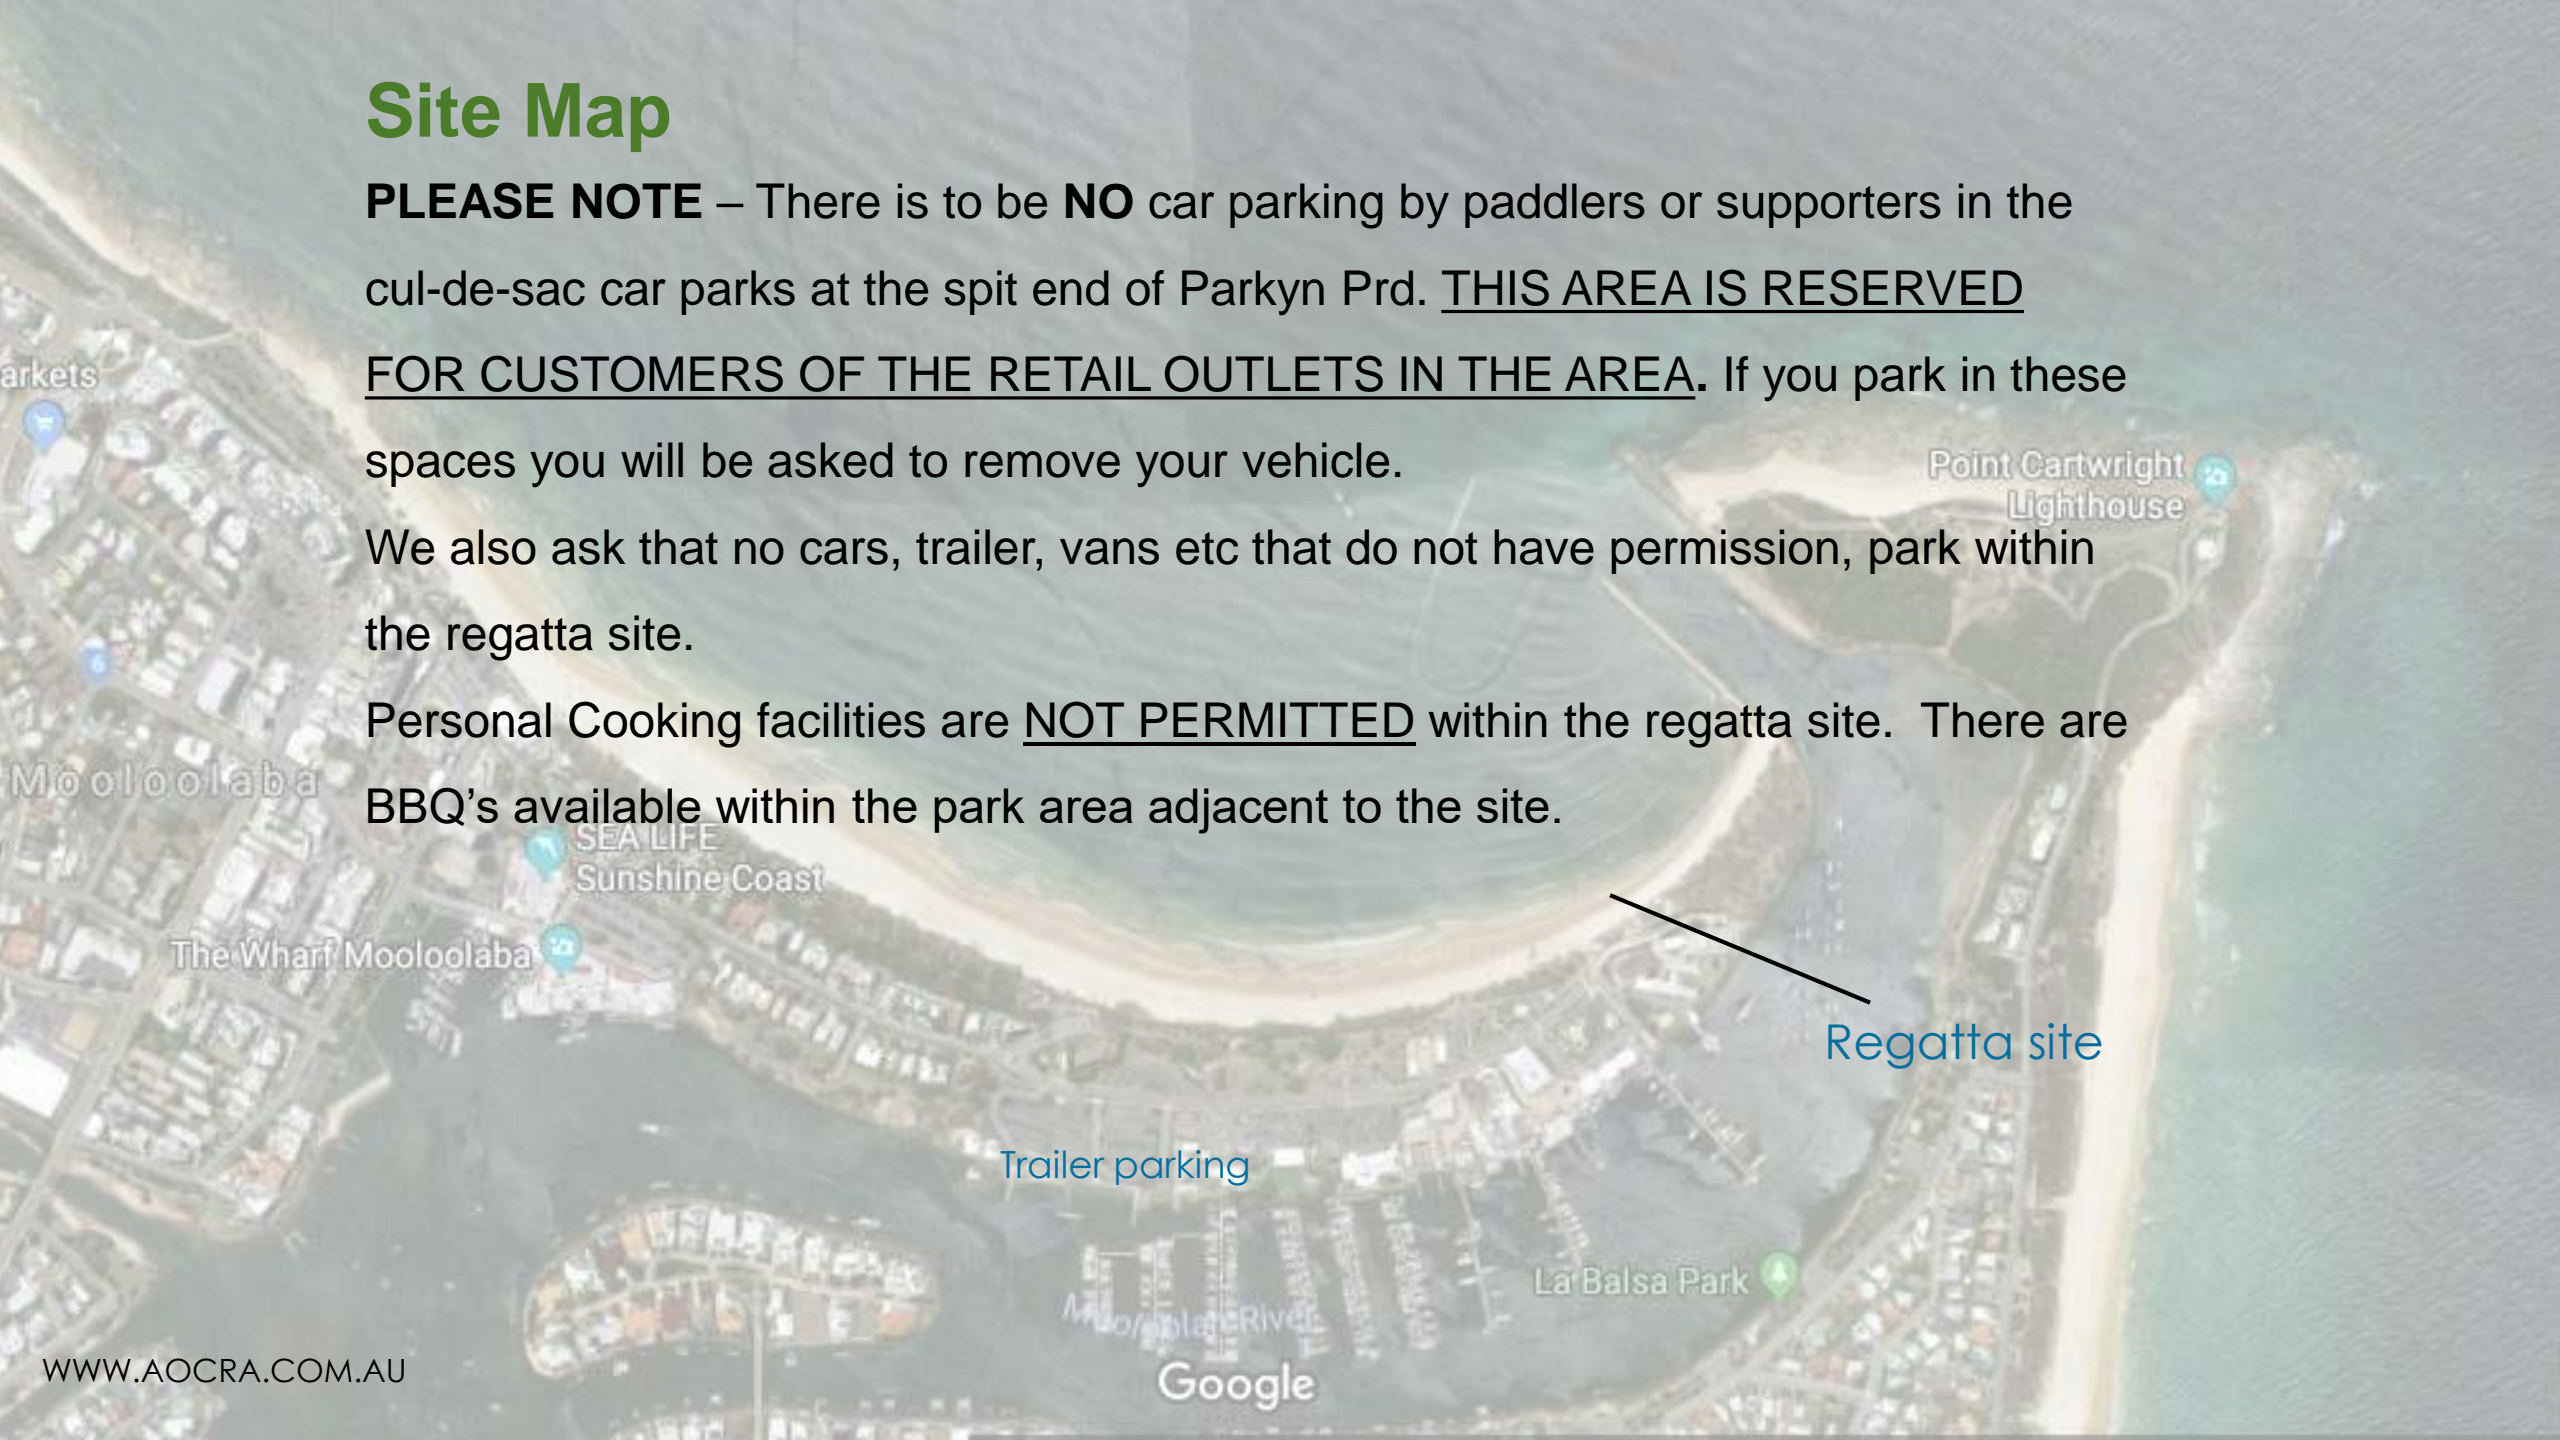 Site Map
PLEASE NOTE – There is to be NO car parking by paddlers or supporters in the
cul-de-sac car parks at the spit end of Parkyn Prd. THIS AREA IS RESERVED
FOR CUSTOMERS OF THE RETAIL OUTLETS IN THE AREA. If you park in these
spaces you will be asked to remove your vehicle.
We also ask that no cars, trailer, vans etc that do not have permission, park within
the regatta site.
Personal Cooking facilities are NOT PERMITTED within the regatta site.  There are
BBQ’s available within the park area adjacent to the site.
arkets
Point Cartwright
Lighthouse
6
Mooloolaba
SEA LIFE
Sunshine Coast
The Wharf Mooloolaba
Regatta site
Trailer parking
La Balsa Park
Mooloolah River
Google
WWW.AOCRA.COM.AU